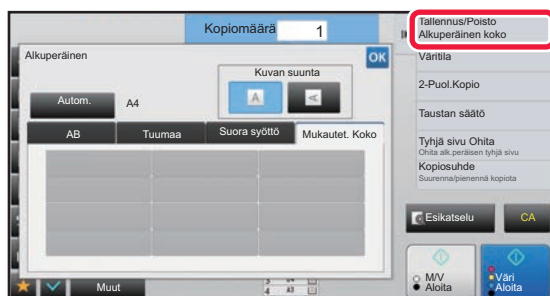 Kopiomäärä 1
Tallennus/Poisto
Alkuperäinen koko
Alkuperäinen
OK
Väritila
Kuvan suunta
2-Puol.Kopio
Autom. A4
A A
Taustan säätö
AB Tuumaa Suora syöttö Mukautet. Koko
Tyhjä sivu Ohita
Ohita alk.peräisen tyhjä sivu
Kopiosuhde
Suurenna/pienennä kopiota
Esikatselu CA
Muut
4 A3
M/V
Aloita
Väri
Aloita